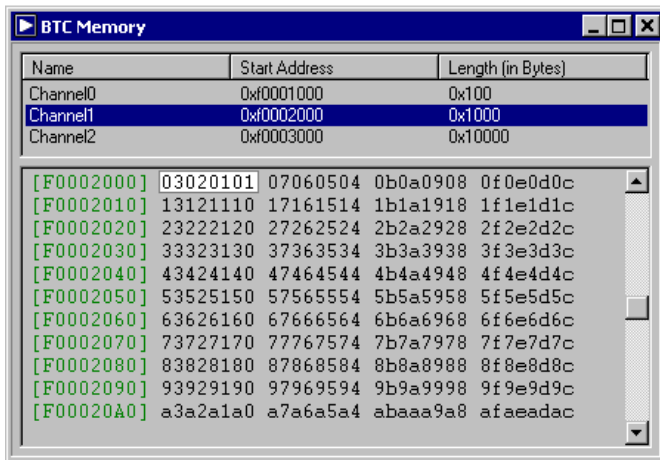 BTC Memory
Name Start Address Length (in Bytes)
Channel0 0xf0001000 0x100
Channel1 0xf0002000 0x1000
Channel2 0xf0003000 0x10000
[F0002000] 03020101 07060504 0b0a0908 0f0e0d0c
[F0002010] 13121110 17161514 1b1a1918 1f1e1d1c
[F0002020] 23222120 27262524 2b2a2928 2f2e2d2c
[F0002030] 33323130 37363534 3b3a3938 3f3e3d3c
[F0002040] 43424140 47464544 4b4a4948 4f4e4d4c
[F0002050] 53525150 57565554 5b5a5958 5f5e5d5c
[F0002060] 63626160 67666564 6b6a6968 6f6e6d6c
[F0002070] 73727170 77767574 7b7a7978 7f7e7d7c
[F0002080] 83828180 87868584 8b8a8988 8f8e8d8c
[F0002090] 93929190 97969594 9b9a9998 9f9e9d9c
[F00020A0] a3a2a1a0 a7a6a5a4 abaaa9a8 afaeadac